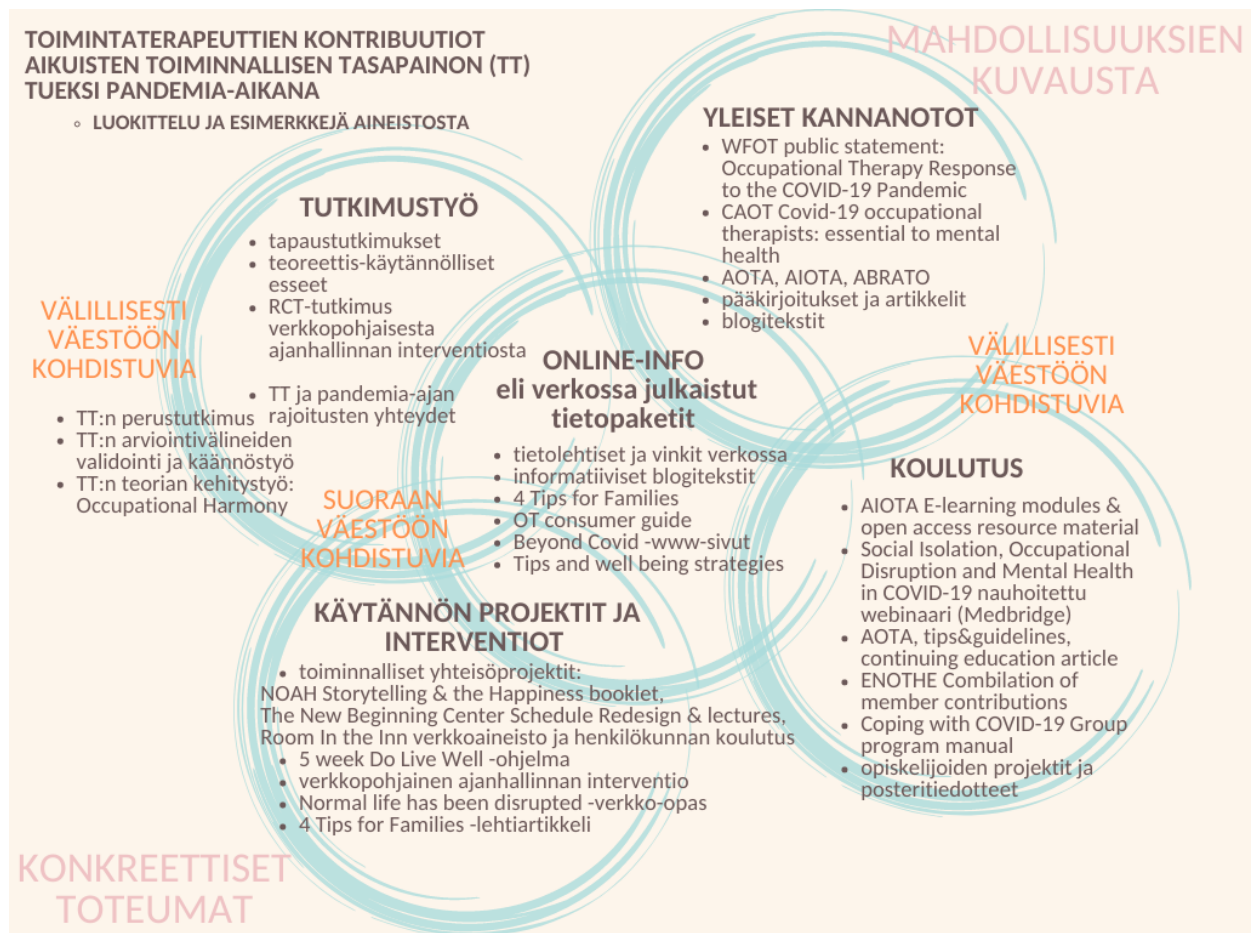 TOIMINTATERAPEUTTIEN KONTRIBUUTIOT
AIKUISTEN TOIMINNALLISEN TASAPAINON (TT)
TUEKSI PANDEMIA-AIKANA
◦ LUOKITTELU JA ESIMERKKEJÄ AINEISTOSTA
MAHDOLLISUUKSIEN
KUVAUSTA
YLEISET KANNANOTOT
• WFOT public statement:
Occupational Therapy Response
to the COVID-19 Pandemic
• CAOT Covid-19 occupational
therapists: essential to mental
health
• AOTA, AIOTA, ABRATO
• pääkirjoitukset ja artikkelit
• blogitekstit
TUTKIMUSTYÖ
• tapaustutkimukset
• teoreettis-käytännölliset
esseet
• RCT-tutkimus
verkkopohjaisesta
ajanhallinnan interventiosta
• TT ja pandemia-ajan
rajoitusten yhteydet
VÄLILLISESTI
VÄESTÖÖN
KOHDISTUVIA
• TT:n perustutkimus
• TT:n arviointivälineiden
validointi ja käännöstyö
• TT:n teorian kehitystyö:
Occupational Harmony
ONLINE-INFO
eli verkossa julkaistut
tietopaketit
• tietolehtiset ja vinkit verkossa
• informatiiviset blogitekstit
• 4 Tips for Families
• OT consumer guide
• Beyond Covid -www-sivut
• Tips and well being strategies
VÄLILLISESTI
VÄESTÖÖN
KOHDISTUVIA
KOULUTUS
• AIOTA E-learning modules &
open access resource material
• Social Isolation, Occupational
Disruption and Mental Health
in COVID-19 nauhoitettu
webinaari (Medbridge)
• AOTA, tips&guidelines,
continuing education article
• ENOTHE Combilation of
member contributions
• Coping with COVID-19 Group
program manual
• opiskelijoiden projektit ja
posteritiedotteet
SUORAAN
VÄESTÖÖN
KOHDISTUVIA
KÄYTÄNNÖN PROJEKTIT JA
INTERVENTIOT
• toiminnalliset yhteisöprojektit:
NOAH Storytelling & the Happiness booklet,
The New Beginning Center Schedule Redesign & lectures,
Room In the Inn verkkoaineisto ja henkilökunnan koulutus
• 5 week Do Live Well -ohjelma
• verkkopohjainen ajanhallinnan interventio
• Normal life has been disrupted -verkko-opas
• 4 Tips for Families -lehtiartikkeli
KONKREETTISET
TOTEUMAT